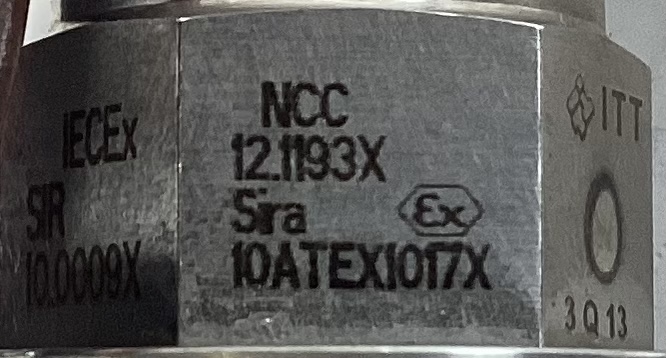 IECEx
SIR
10.0009X
NCC
12.1193X
Sira Ex
10ATEX1017X
ITT
3Q13